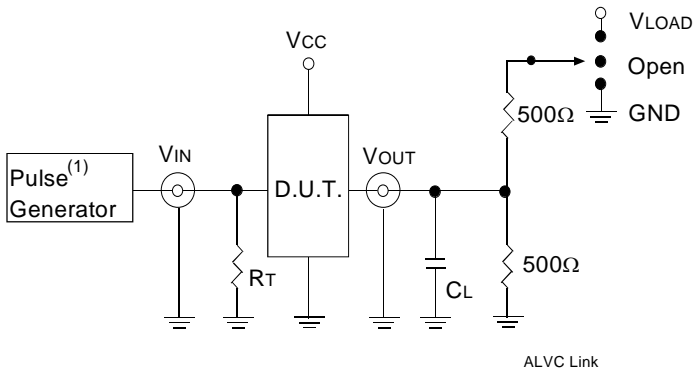 VLOAD
VCC
Open
500Ω
GND
VIN
VOUT
Pulse(1)
Generator
D.U.T.
RT
CL
500Ω
ALVC Link